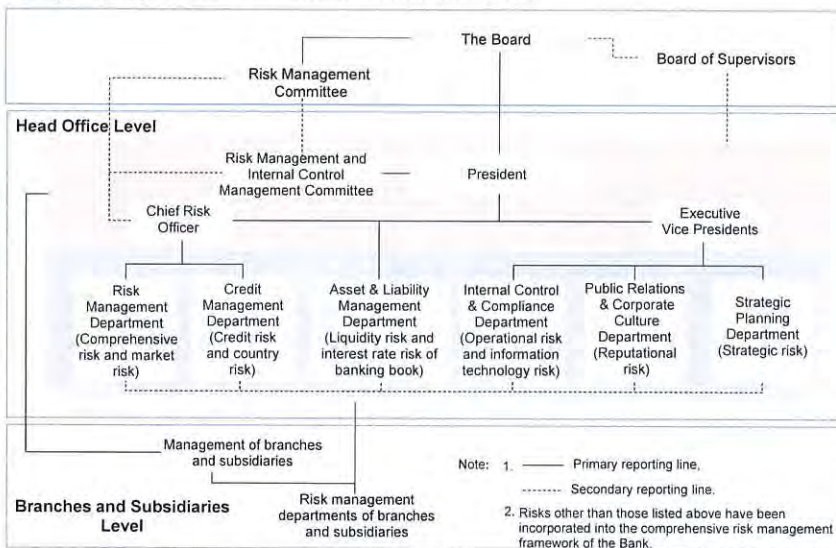 The Board
Board of Supervisors
Risk Management
Committee
Head Office Level
Risk Management and
Internal Control
Management Committee
President
Chief Risk
Officer
Executive
Vice Presidents
Risk
Management
Department
(Comprehensive
risk and market
risk)
Credit
Management
Department
(Credit risk
and country
risk)
Asset & Liability
Management
Department
(Liquidity risk and
interest rate risk of
banking book)
Internal Control
& Compliance
Department
(Operational risk
and information
technology risk)
Public Relations
& Corporate
Culture
Department
(Reputational
risk)
Strategic
Planning
Department
(Strategic risk)
Management of branches
and subsidiaries
Branches and Subsidiaries
Level
Risk management
departments of branches
and subsidiaries
Note: 1. Primary reporting line.
Secondary reporting line.
2. Risks other than those listed above have been
incorporated into the comprehensive risk management
framework of the Bank.